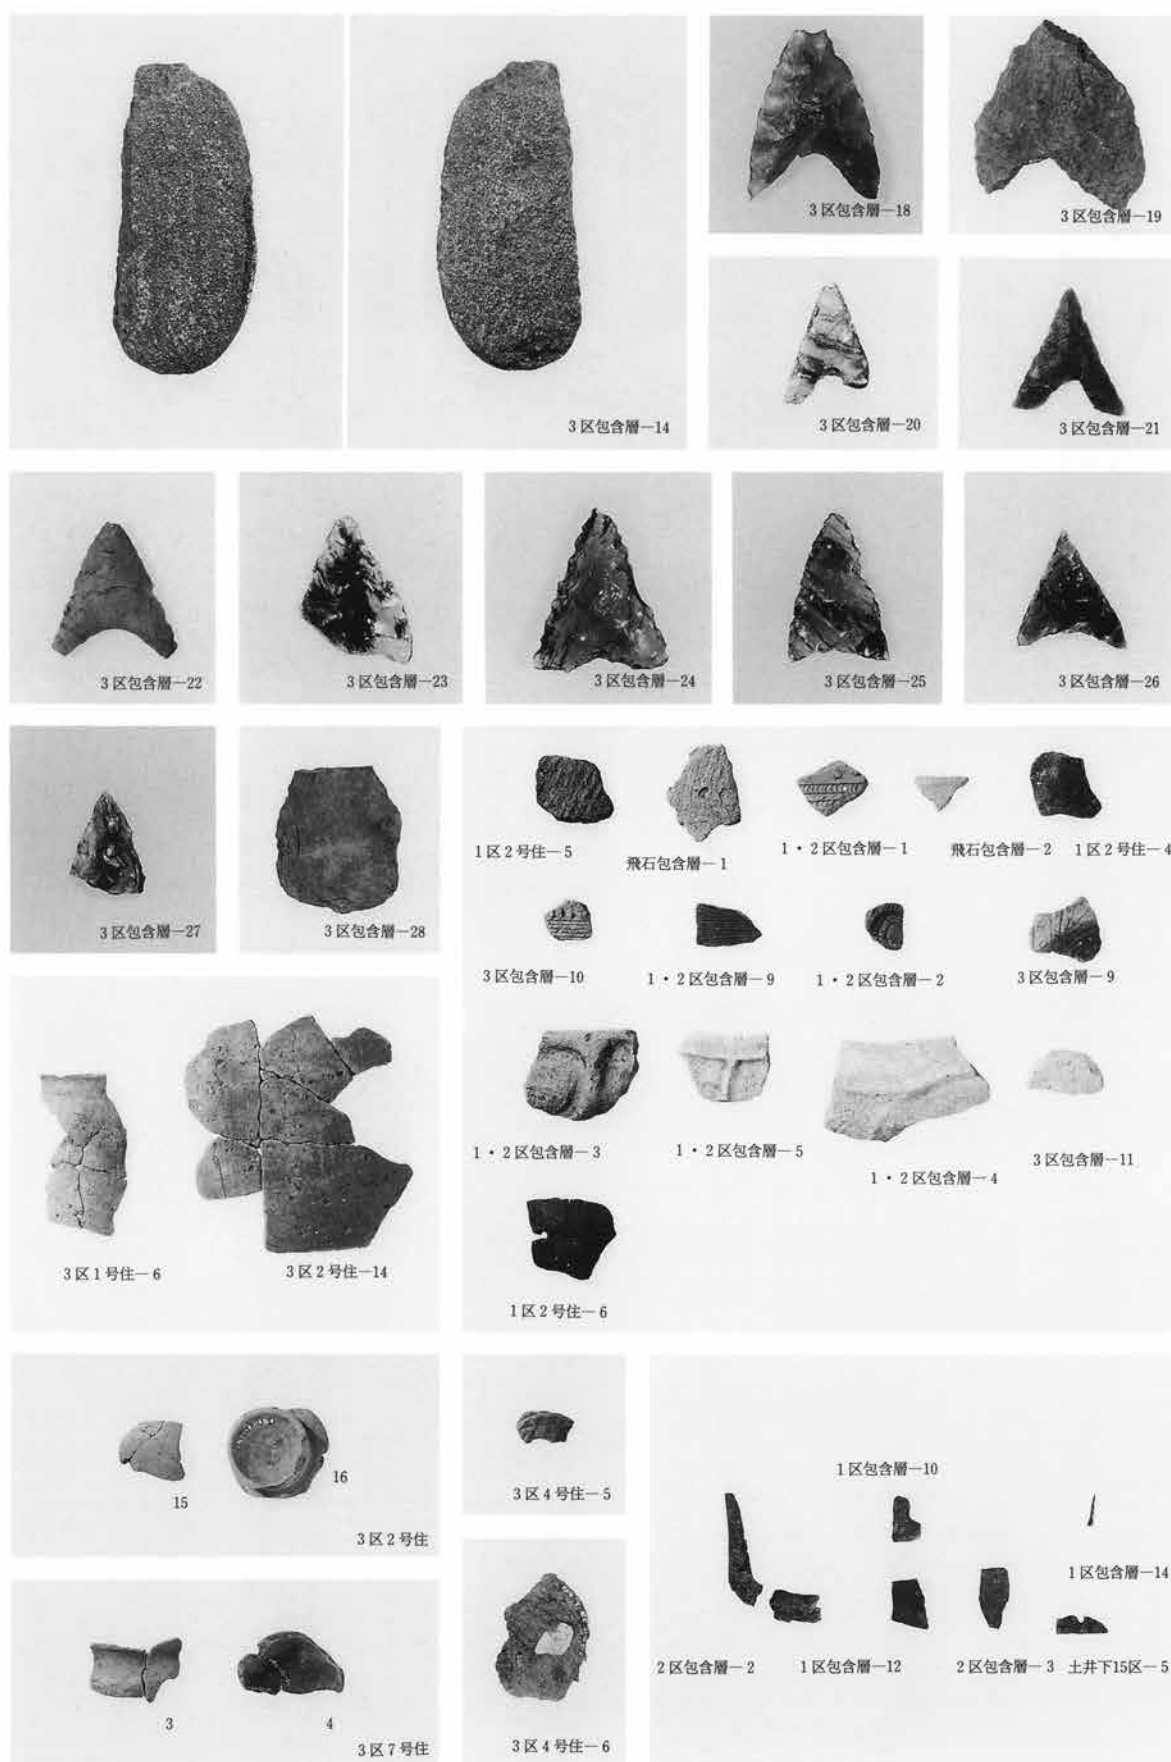 3区包含層—18
3区包含層—19
3区包含層—14
3区包含層—20
3区包含層—21
3区包含層—22
3区包含層—23
3区包含層—24
3区包含層—25
3区包含層—26
3区包含層—27
3区包含層—28
1区2号住—5
飛石包含層—1
1・2区包含層—1
飛石包含層—2
1区2号住—4
3区包含層—10
1・2区包含層—9
1・2区包含層—2
3区包含層—9
1・2区包含層—3
1・2区包含層—5
1・2区包含層—4
3区包含層—11
1区2号住—6
3区1号住—6
3区2号住—14
15
16
3区2号住
3区4号住—5
1区包含層—10
1区包含層—14
2区包含層—2
1区包含層—12
2区包含層—3
土井下15区—5
3
4
3区7号住
3区4号住—6